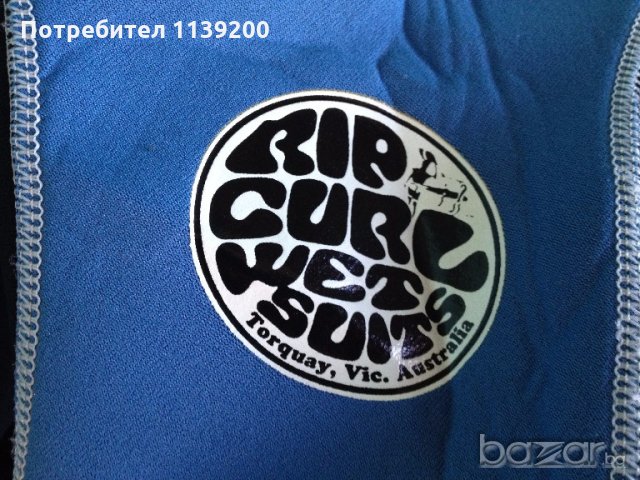 Потребител 1139200
RIP
CURL
WET
SUITS
Torquay, Vic. Australia
bazar.bg